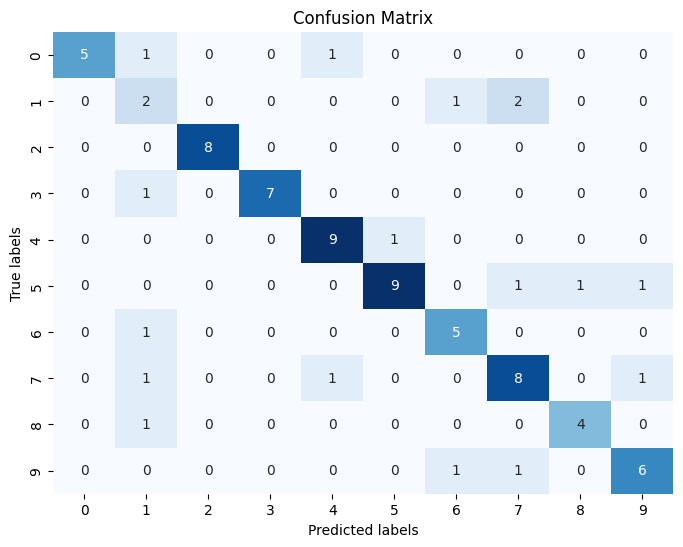 Confusion Matrix
0 5 1 0 0 1 0 0 0 0 0
1 0 2 0 0 0 0 1 2 0 0
2 0 0 8 0 0 0 0 0 0 0
3 0 1 0 7 0 0 0 0 0 0
4 0 0 0 0 9 1 0 0 0 0
5 0 0 0 0 0 9 0 1 1 1
6 0 1 0 0 0 0 5 0 0 0
7 0 1 0 0 1 0 0 8 0 1
8 0 1 0 0 0 0 0 0 4 0
9 0 0 0 0 0 0 1 1 0 6
0 1 2 3 4 5 6 7 8 9
True labels
Predicted labels